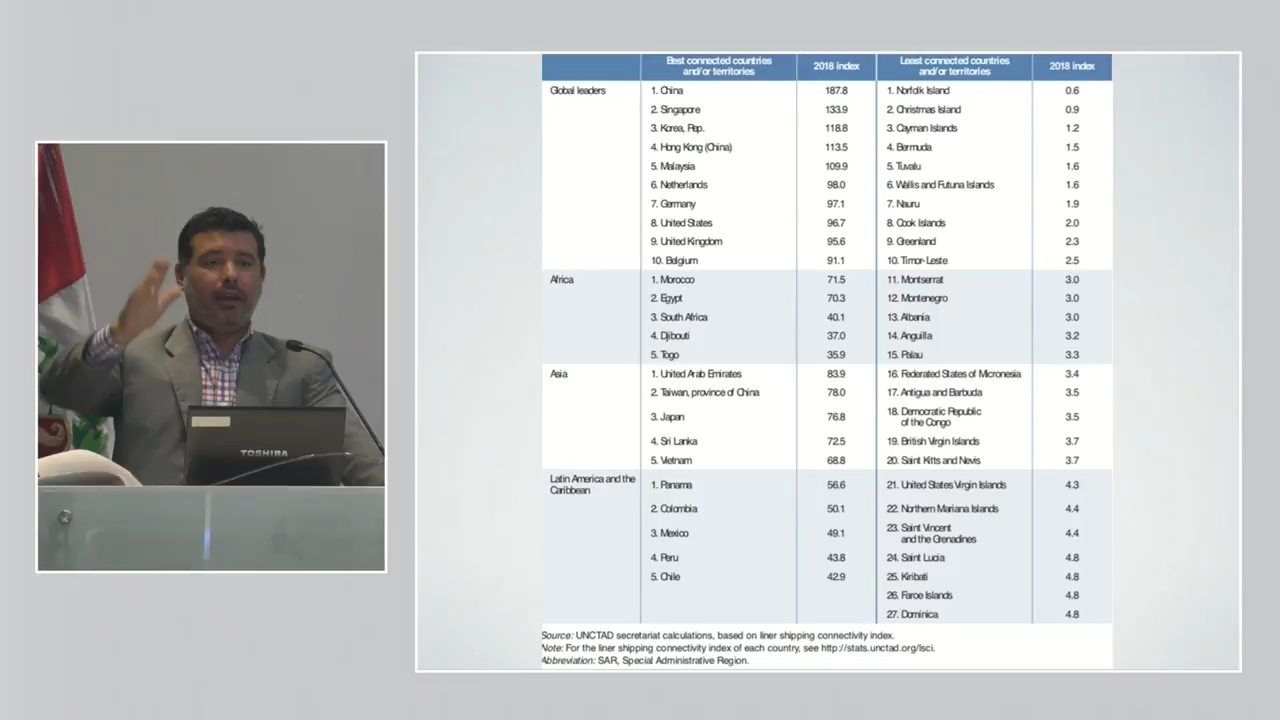 TOSHIBA
Best connected countries and/or territories 2018 index Least connected countries and/or territories 2018 index
Global leaders 1. China 187.8 1. Norfolk Island 0.6
2. Singapore 133.9 2. Christmas Island 0.9
3. Korea, Rep. 118.8 3. Cayman Islands 1.2
4. Hong Kong (China) 113.5 4. Bermuda 1.5
5. Malaysia 109.9 5. Tuvalu 1.6
6. Netherlands 98.0 6. Wallis and Futuna Islands 1.6
7. Germany 97.1 7. Nauru 1.9
8. United States 96.7 8. Cook Islands 2.0
9. United Kingdom 95.6 9. Greenland 2.3
10. Belgium 91.1 10. Timor-Leste 2.5
Africa 1. Morocco 71.5 11. Montserrat 3.0
2. Egypt 70.3 12. Montenegro 3.0
3. South Africa 40.1 13. Albania 3.0
4. Djibouti 37.0 14. Anguilla 3.2
5. Togo 35.9 15. Palau 3.3
Asia 1. United Arab Emirates 83.9 16. Federated States of Micronesia 3.4
2. Taiwan, province of China 78.0 17. Antigua and Barbuda 3.5
3. Japan 76.8 18. Democratic Republic of the Congo 3.5
4. Sri Lanka 72.5 19. British Virgin Islands 3.7
5. Vietnam 68.8 20. Saint Kitts and Nevis 3.7
Latin America and the Caribbean 1. Panama 56.6 21. United States Virgin Islands 4.3
2. Colombia 50.1 22. Northern Mariana Islands 4.4
3. Mexico 49.1 23. Saint Vincent and the Grenadines 4.4
4. Peru 43.8 24. Saint Lucia 4.8
5. Chile 42.9 25. Kiribati 4.8
26. Faroe Islands 4.8
27. Dominica 4.8
Source: UNCTAD secretariat calculations, based on liner shipping connectivity index.
Note: For the liner shipping connectivity index of each country, see http://stats.unctad.org/lsci.
Abbreviation: SAR, Special Administrative Region.